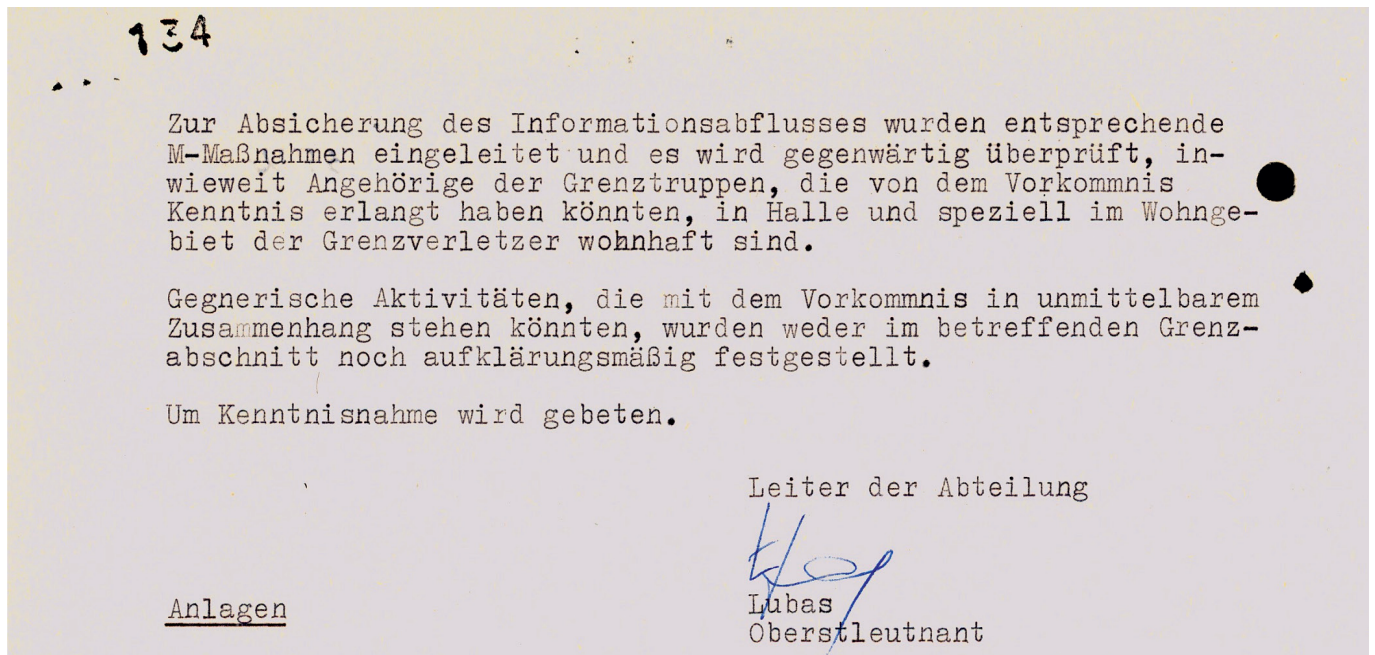 134
Zur Absicherung des Informationsabflusses wurden entsprechende
M-Maßnahmen eingeleitet und es wird gegenwärtig überprüft, in-
wieweit Angehörige der Grenztruppen, die von dem Vorkommnis
Kenntnis erlangt haben könnten, in Halle und speziell im Wohnge-
biet der Grenzverletzer wohnhaft sind.
Gegnerische Aktivitäten, die mit dem Vorkommnis in unmittelbarem
Zusammenhang stehen könnten, wurden weder im betreffenden Grenz-
abschnitt noch aufklärungsmäßig festgestellt.
Um Kenntnisnahme wird gebeten.
Leiter der Abteilung
Lubas
Oberstleutnant
Anlagen